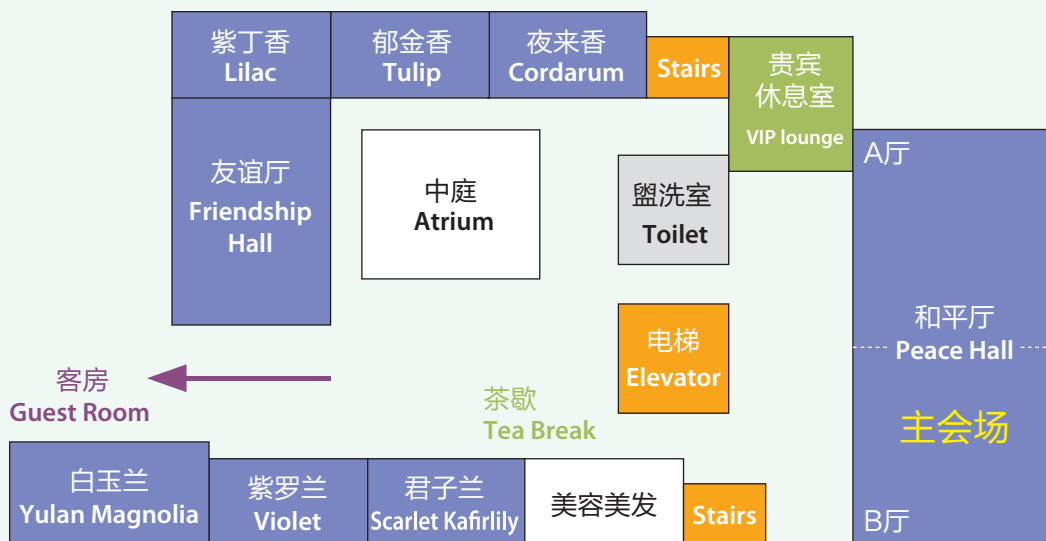 紫丁香
Lilac
郁金香
Tulip
夜来香
Cordarum
Stairs
贵宾
休息室
VIP lounge
A厅
友谊厅
Friendship
Hall
中庭
Atrium
盥洗室
Toilet
和平厅
Peace Hall
主会场
B厅
电梯
Elevator
客房
Guest Room
茶歇
Tea Break
白玉兰
Yulan Magnolia
紫罗兰
Violet
君子兰
Scarlet Kafirlily
美容美发
Stairs